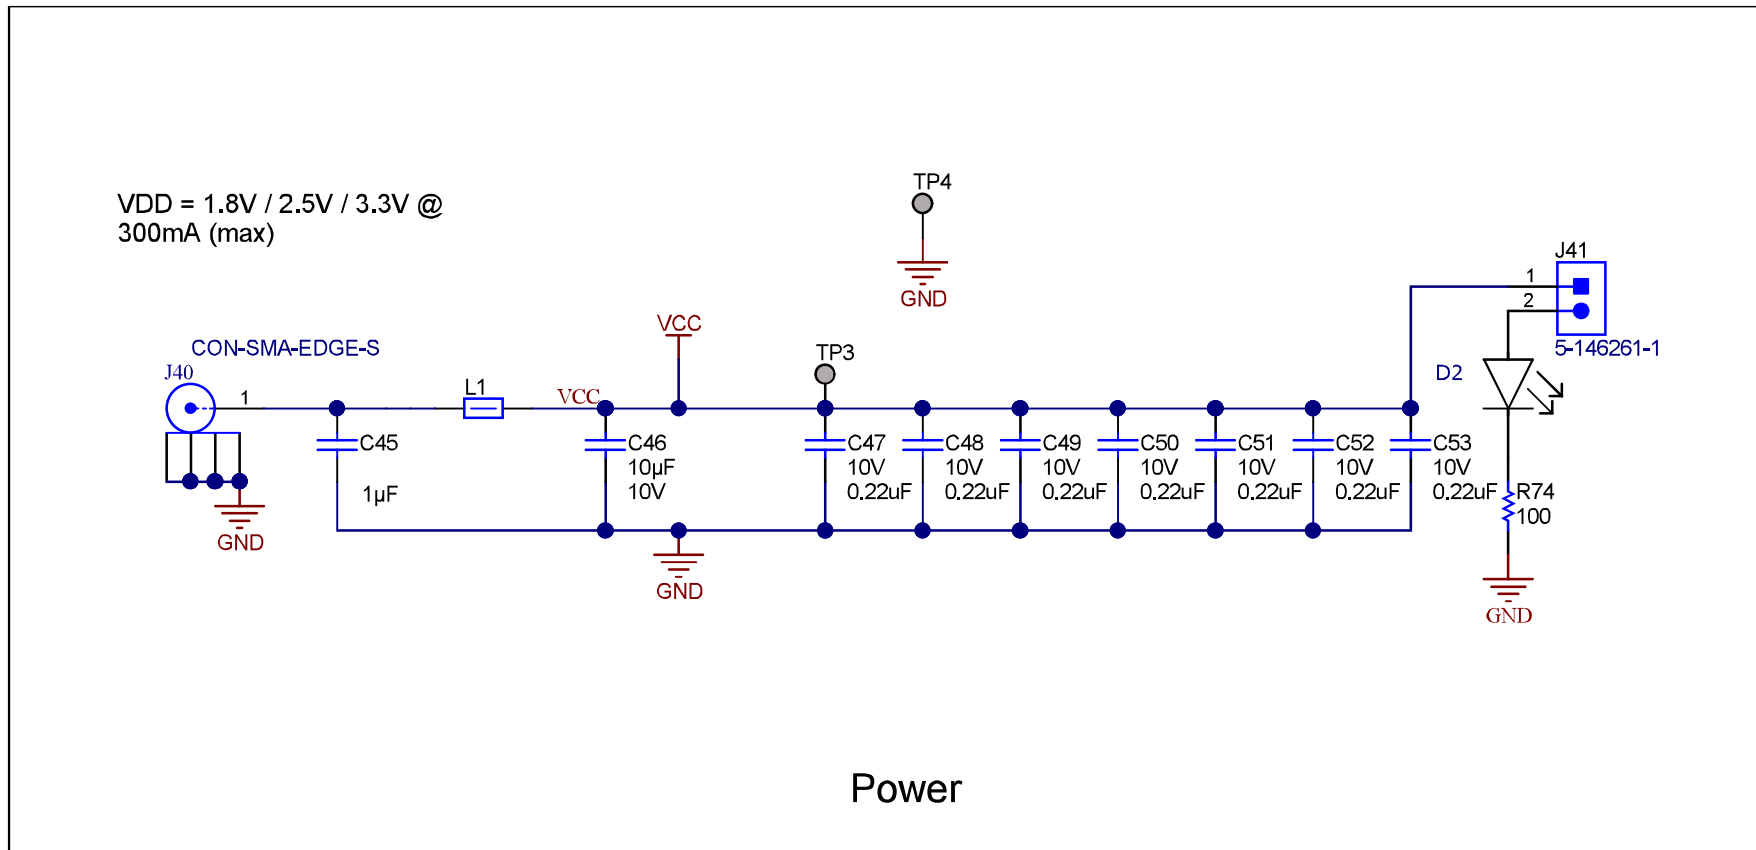 VDD = 1.8V / 2.5V / 3.3V @
300mA (max)
TP4
GND
J41
1
2
5-146261-1
VCC
CON-SMA-EDGE-S
J40
1
L1
VCC
TP3
D2
C45
1µF
C46
10µF
10V
C47
10V
0.22uF
C48
10V
0.22uF
C49
10V
0.22uF
C50
10V
0.22uF
C51
10V
0.22uF
C52
10V
0.22uF
C53
10V
0.22uF
R74
100
GND
GND
GND
Power